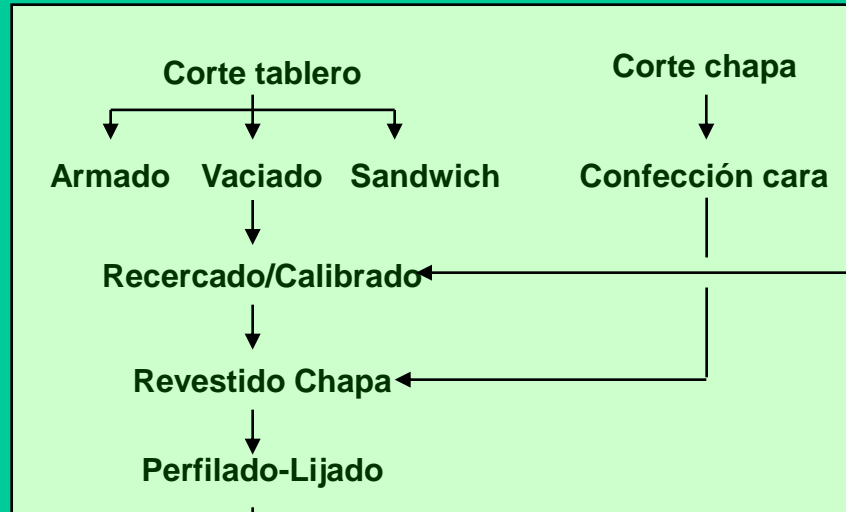 Corte tablero
Corte chapa
Armado Vaciado Sandwich
Confección cara
Recercado/Calibrado
Revestido Chapa
Perfilado-Lijado